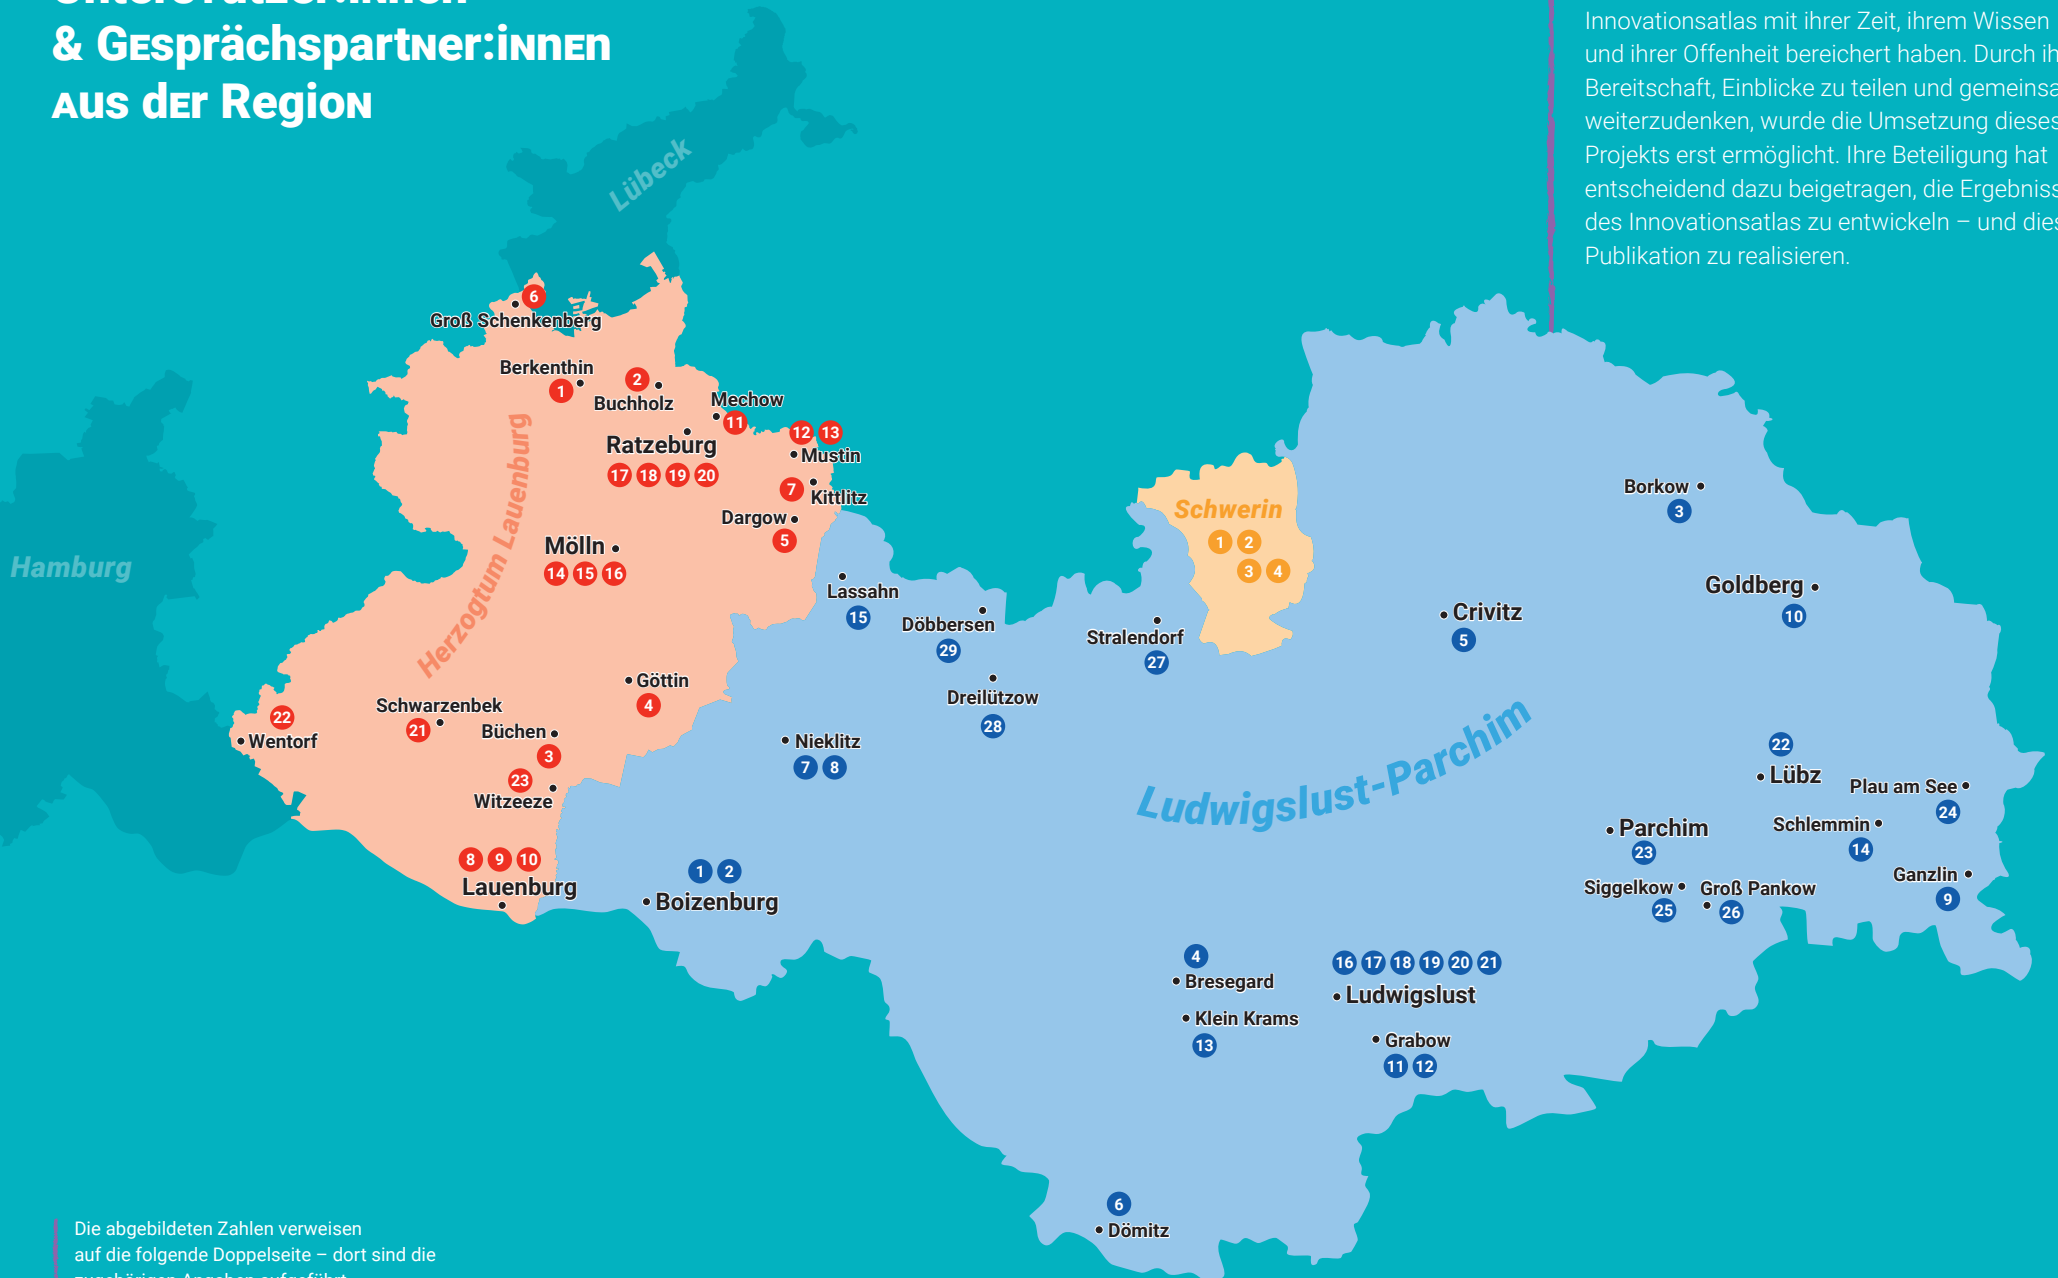 & Gesprächspartner:innen
aus der Region
Innovationsatlas mit ihrer Zeit, ihrem Wissen
und ihrer Offenheit bereichert haben. Durch
Bereitschaft, Einblicke zu teilen und
weiterzudenken, wurde die Umsetzung dieses
Projekts erst ermöglicht. Ihre Beteiligung hat
entscheidend dazu beigetragen, die
des Innovationsatlas zu entwickeln – und
Publikation zu realisieren.
Lübeck
Hamburg
Herzogtum Lauenburg
6
Groß Schenkenberg
Berkenthin
1
2
Buchholz
Mechow
11
Ratzeburg
17 18 19 20
12 13
Mustin
7
Kittlitz
Dargow
5
Mölln
14 15 16
Göttin
4
22
Wentorf
Schwarzenbek
21
Büchen
3
23
Witzeeze
8 9 10
Lauenburg
Schwerin
1 2
3 4
Ludwigslust-Parchim
Lassahn
15
Döbbersen
29
Dreilützow
28
Stralendorf
27
Nieklitz
7 8
1 2
Boizenburg
Borkow
3
Goldberg
10
Crivitz
5
22
Lübz
Plau am See
24
Parchim
23
Schlemmin
14
Siggelkow
25
Groß Pankow
26
Ganzlin
9
4
Bresegard
Klein Krams
13
16 17 18 19 20 21
Ludwigslust
Grabow
11 12
6
Dömitz
Die abgebildeten Zahlen verweisen
auf die folgende Doppelseite – dort sind die